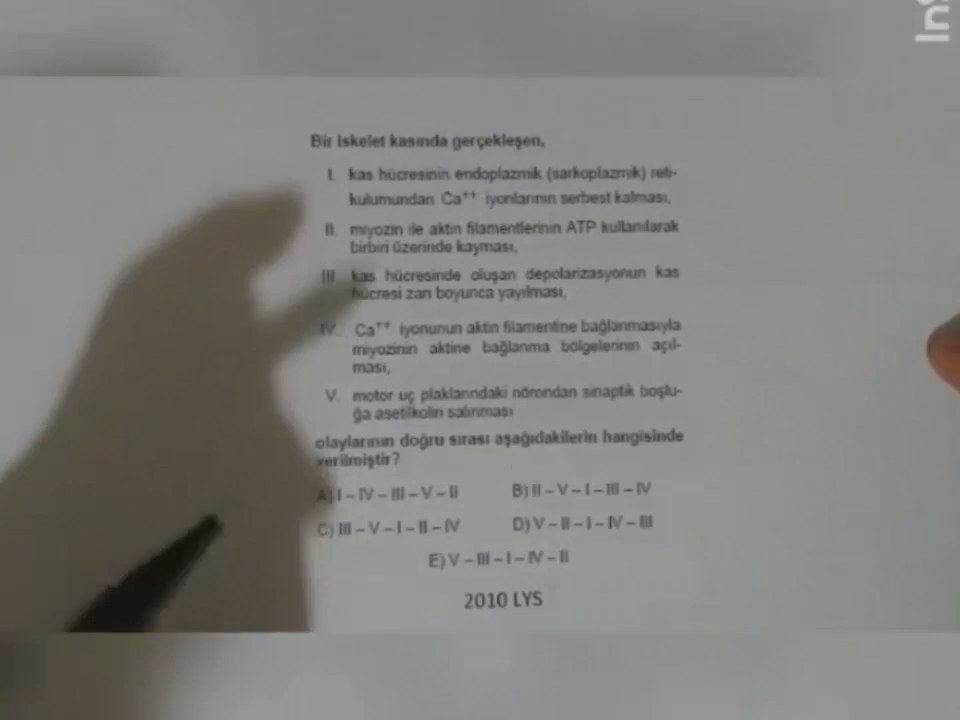 InS
Bir iskelet kasında gerçekleşen,
I. kas hücresinin endoplazmik (sarkoplazmik) reti-
kulumundan Ca⁺⁺ iyonlarının serbest kalması,
II. miyozin ile aktin filamentlerinin ATP kullanılarak
birbiri üzerinde kayması,
III. kas hücresinde oluşan depolarizasyonun kas
hücresi zarı boyunca yayılması,
IV. Ca⁺⁺ iyonunun aktin filamentine bağlanmasıyla
miyozinin aktine bağlanma bölgelerinin açıl-
ması,
V. motor uç plaklarındaki nörondan sinaptik boşlu-
ğa asetilkolin salınması
olaylarının doğru sırası aşağıdakilerin hangisinde
verilmiştir?
A) I – IV – III – V – II B) II – V – I – III – IV
C) III – V – I – II – IV D) V – II – I – IV – III
E) V – III – I – IV – II
2010 LYS